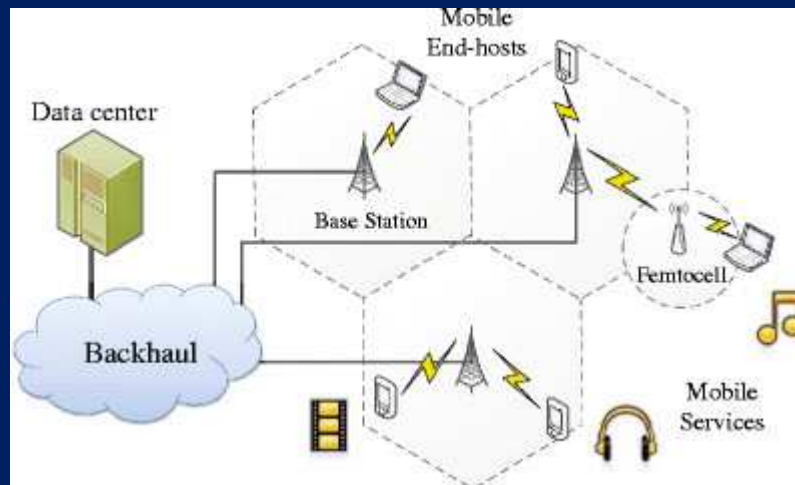 Mobile
End-hosts
Data center
Base Station
Femtocell
Backhaul
Mobile
Services